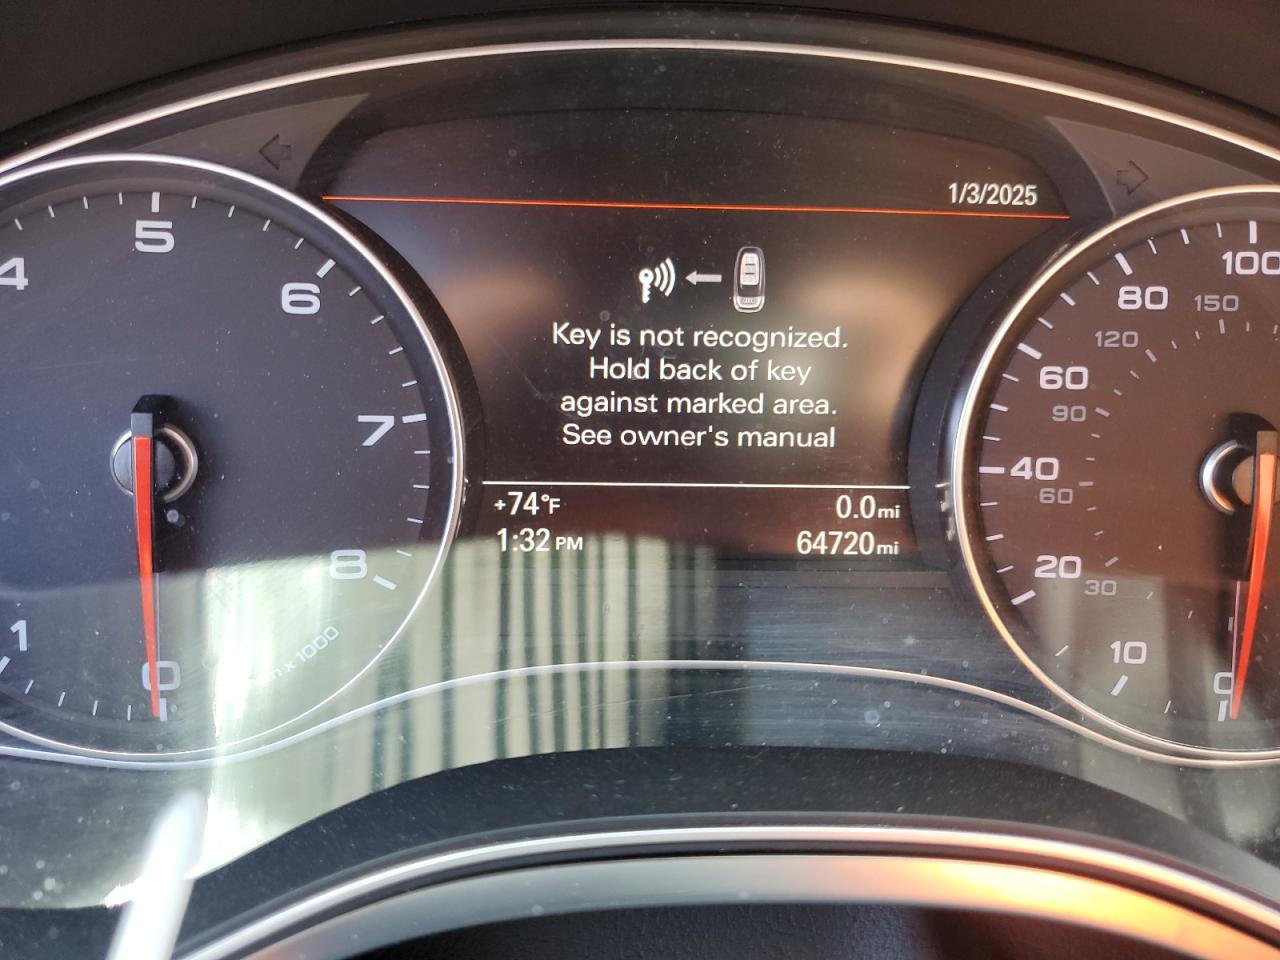 1/3/2025
Key is not recognized.
Hold back of key
against marked area.
See owner's manual
+74°F
0.0mi
1:32 PM
64720mi
0
1
4
5
6
7
8
x 1000
0
10
20
40
60
80
100
30
60
90
120
150